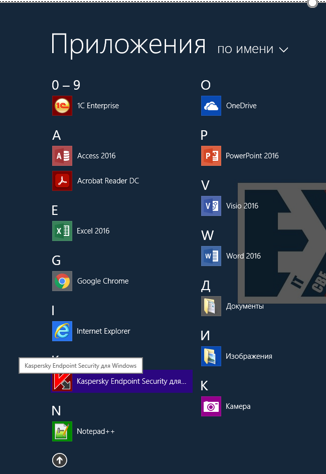 Приложения по имени
0 – 9
1C Enterprise
A
Access 2016
Acrobat Reader DC
E
Excel 2016
G
Google Chrome
I
Internet Explorer
Kaspersky Endpoint Security для Windows
Kaspersky Endpoint Security для...
N
Notepad++
O
OneDrive
P
PowerPoint 2016
V
Visio 2016
W
Word 2016
Д
Документы
И
Изображения
К
Камера
IT